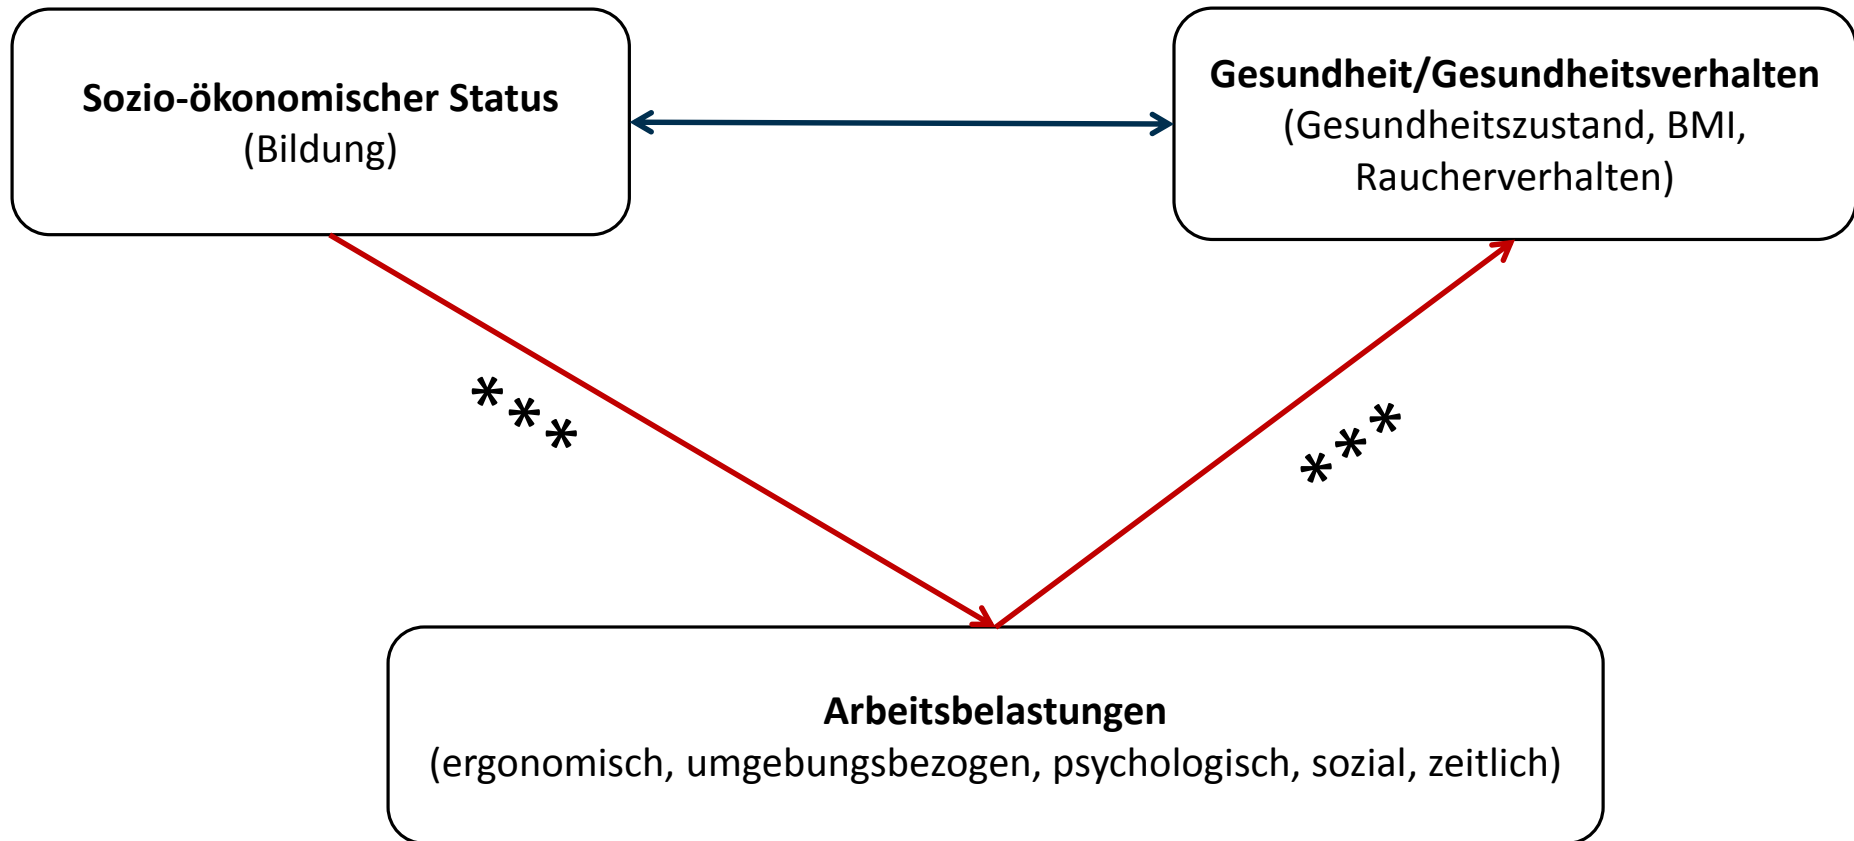 Sozio-ökonomischer Status
(Bildung)
Gesundheit/Gesundheitsverhalten
(Gesundheitszustand, BMI,
Raucherverhalten)
***
***
Arbeitsbelastungen
(ergonomisch, umgebungsbezogen, psychologisch, sozial, zeitlich)